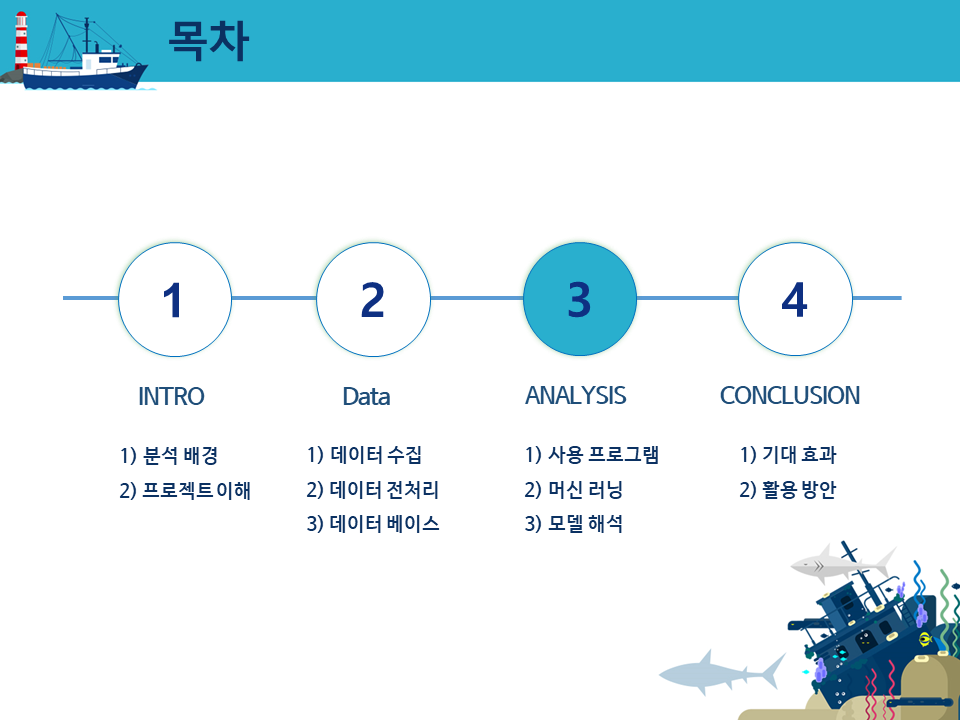 목차
1
2
3
4
INTRO
Data
ANALYSIS
CONCLUSION
1) 분석 배경
2) 프로젝트 이해
1) 데이터 수집
2) 데이터 전처리
3) 데이터 베이스
1) 사용 프로그램
2) 머신 러닝
3) 모델 해석
1) 기대 효과
2) 활용 방안